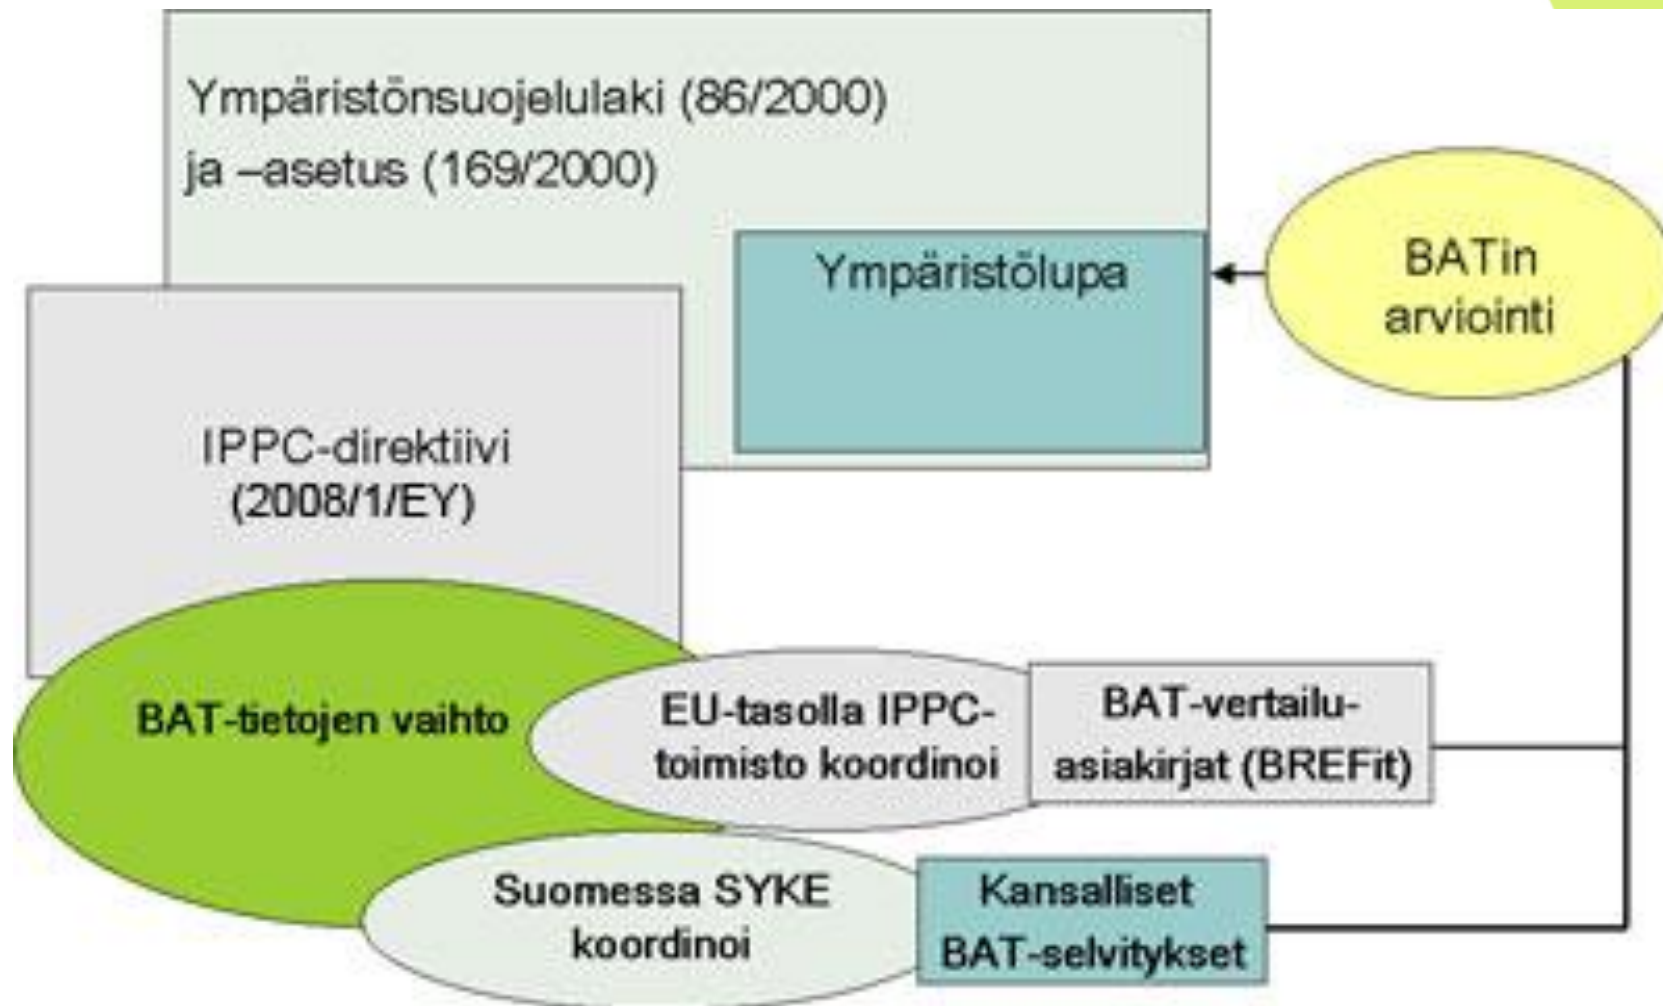 Ympäristönsuojelulaki (86/2000)
ja –asetus (169/2000)
Ympäristölupa
BATin
arviointi
IPPC-direktiivi
(2008/1/EY)
BAT-tietojen vaihto
EU-tasolla IPPC-
toimisto koordinoi
BAT-vertailu-
asiakirjat (BREFit)
Suomessa SYKE
koordinoi
Kansalliset
BAT-selvitykset